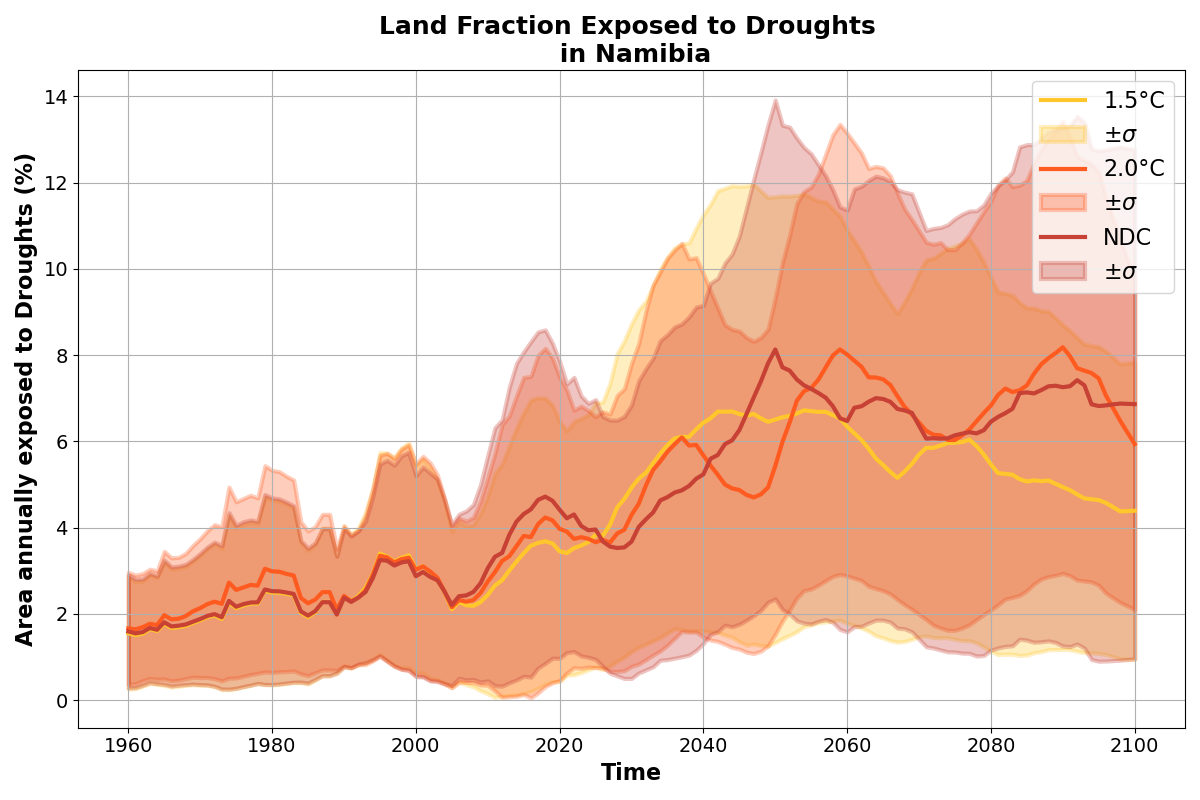 Land Fraction Exposed to Droughts
in Namibia
Area annually exposed to Droughts (%)
14
12
10
8
6
4
2
0
1960
1980
2000
2020
2040
2060
2080
2100
Time
1.5°C
±σ
2.0°C
±σ
NDC
±σ